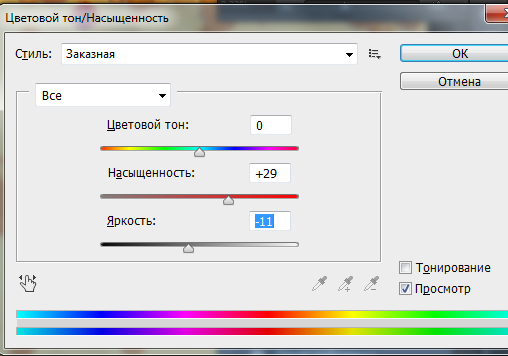 Цветовой тон/Насыщенность
Стиль: Заказная
OK
Отмена
Все
Цветовой тон: 0
Насыщенность: +29
Яркость: -11
Тонирование
Просмотр